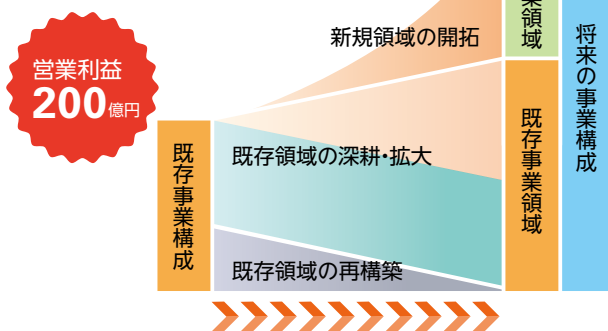 営業利益
200億円
新規領域の開拓
既存領域の深耕・拡大
既存領域の再構築
既存事業構成
業領域
既存事業領域
将来の事業構成